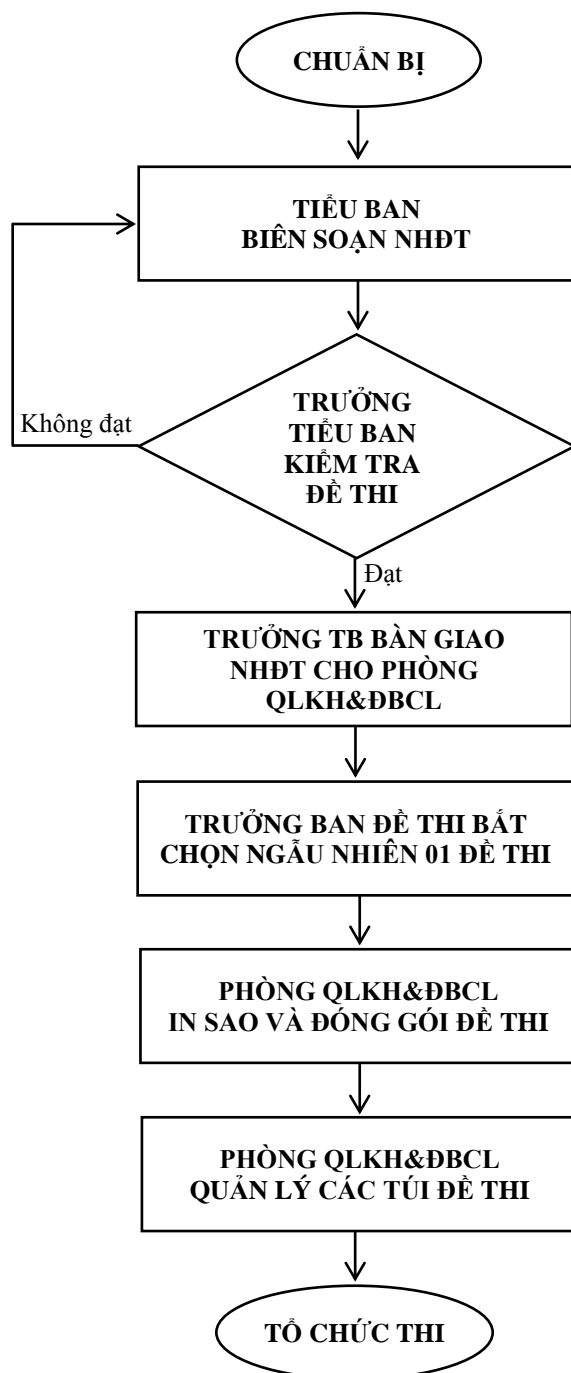 CHUẨN BỊ
TIỂU BAN
BIÊN SOẠN NHĐT
Không đạt
TRƯỞNG
TIỂU BAN
KIỂM TRA
ĐỀ THI
Đạt
TRƯỞNG TB BÀN GIAO
NHĐT CHO PHÒNG
QLKH&ĐBCL
TRƯỞNG BAN ĐỀ THI BẮT
CHỌN NGẪU NHIÊN 01 ĐỀ THI
PHÒNG QLKH&ĐBCL
IN SAO VÀ ĐÓNG GÓI ĐỀ THI
PHÒNG QLKH&ĐBCL
QUẢN LÝ CÁC TÚI ĐỀ THI
TỔ CHỨC THI